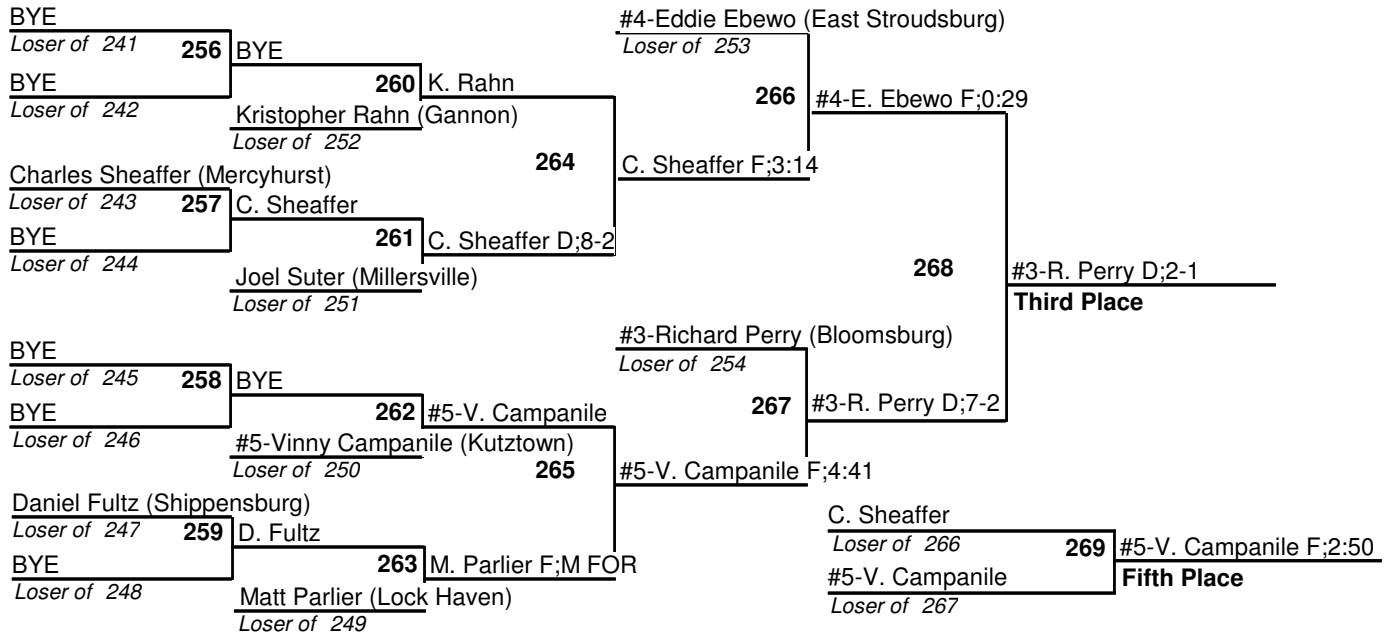 BYE
Loser of 241
256
BYE
BYE
Loser of 242
260
K. Rahn
Kristopher Rahn (Gannon)
Loser of 252
Charles Sheaffer (Mercyhurst)
Loser of 243
257
C. Sheaffer
BYE
Loser of 244
261
C. Sheaffer D;8-2
Joel Suter (Millersville)
Loser of 251
264
C. Sheaffer F;3:14
#4-Eddie Ebewo (East Stroudsburg)
Loser of 253
266
#4-E. Ebewo F;0:29
BYE
Loser of 245
258
BYE
BYE
Loser of 246
262
#5-V. Campanile
#5-Vinny Campanile (Kutztown)
Loser of 250
Daniel Fultz (Shippensburg)
Loser of 247
259
D. Fultz
BYE
Loser of 248
263
M. Parlier F;M FOR
Matt Parlier (Lock Haven)
Loser of 249
265
#5-V. Campanile F;4:41
#3-Richard Perry (Bloomsburg)
Loser of 254
267
#3-R. Perry D;7-2
268
#3-R. Perry D;2-1
Third Place
C. Sheaffer
Loser of 266
269
#5-V. Campanile F;2:50
#5-V. Campanile
Fifth Place
Loser of 267